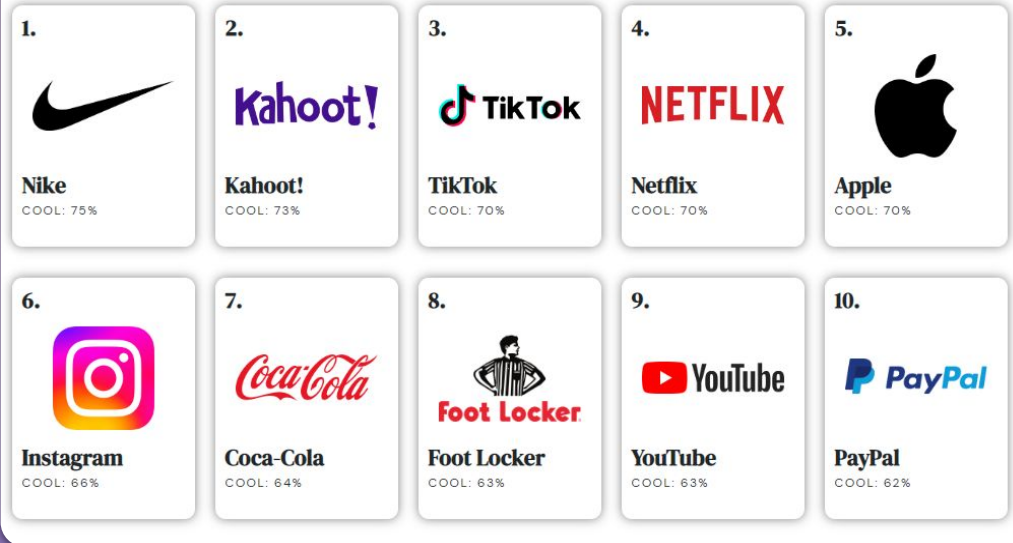 1.
Nike
COOL: 75%
2.
Kahoot!
Kahoot!
COOL: 73%
3.
TikTok
TikTok
COOL: 70%
4.
NETFLIX
Netflix
COOL: 70%
5.
Apple
COOL: 70%
6.
Instagram
COOL: 66%
7.
Coca-Cola
Coca-Cola
COOL: 64%
8.
Foot Locker
Foot Locker
COOL: 63%
9.
YouTube
YouTube
COOL: 63%
10.
PayPal
PayPal
COOL: 62%